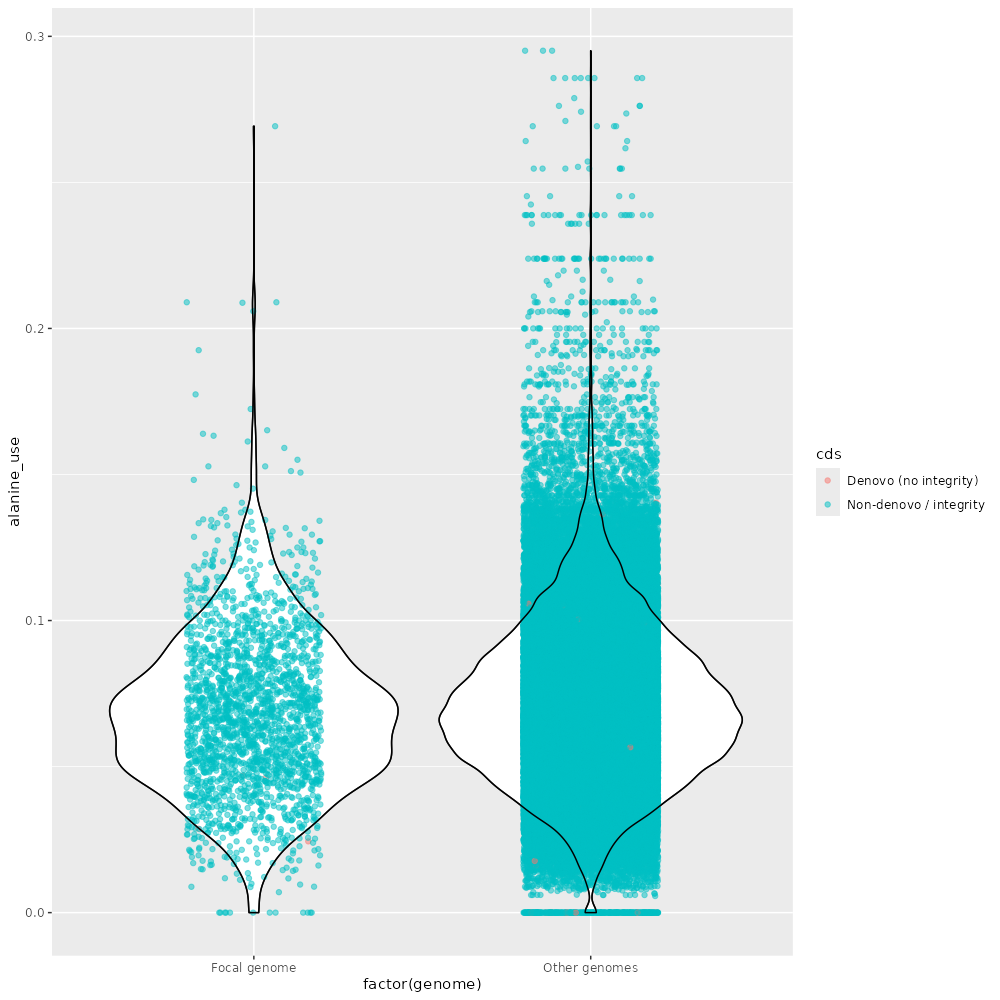 0.3
0.2
0.1
0.0
alanine_use
Focal genome
Other genomes
factor(genome)
cds
Denovo (no integrity)
Non-denovo / integrity